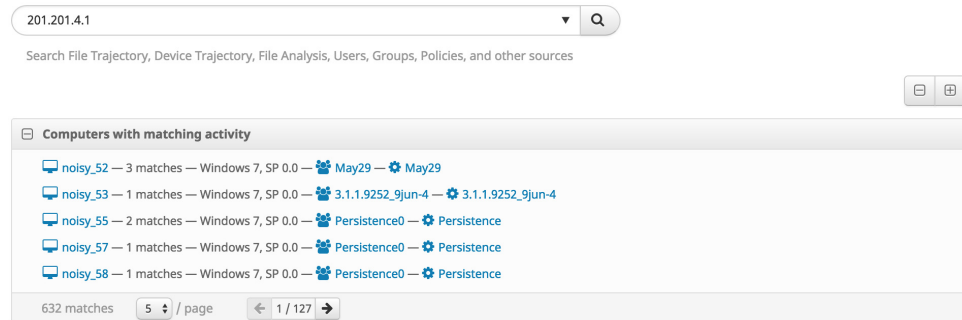 201.201.4.1
Search File Trajectory, Device Trajectory, File Analysis, Users, Groups, Policies, and other sources
Computers with matching activity
noisy_52 — 3 matches — Windows 7, SP 0.0 — May29 — May29
noisy_53 — 1 matches — Windows 7, SP 0.0 — 3.1.1.9252_9jun-4 — 3.1.1.9252_9jun-4
noisy_55 — 2 matches — Windows 7, SP 0.0 — Persistence0 — Persistence
noisy_57 — 1 matches — Windows 7, SP 0.0 — Persistence0 — Persistence
noisy_58 — 1 matches — Windows 7, SP 0.0 — Persistence0 — Persistence
632 matches 5 / page 1 / 127